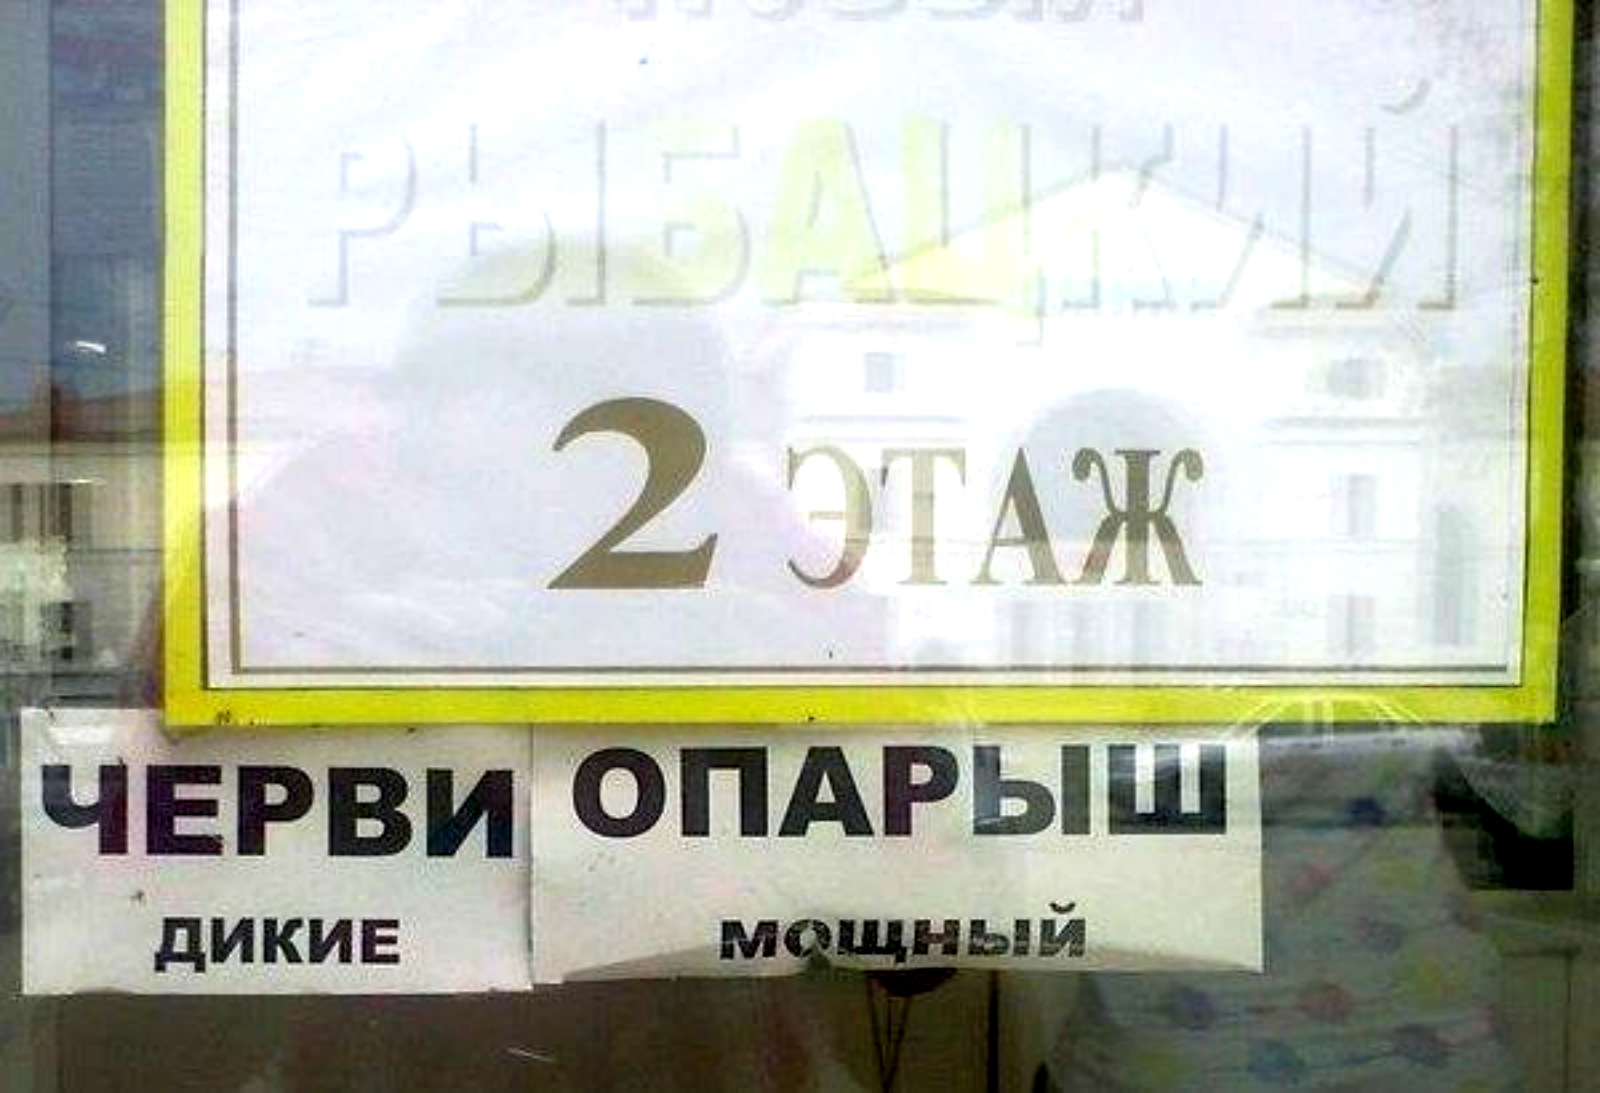 РЫБАЦКИЙ
2 ЭТАЖ
ЧЕРВИ
ДИКИЕ
ОПАРЫШ
мощный